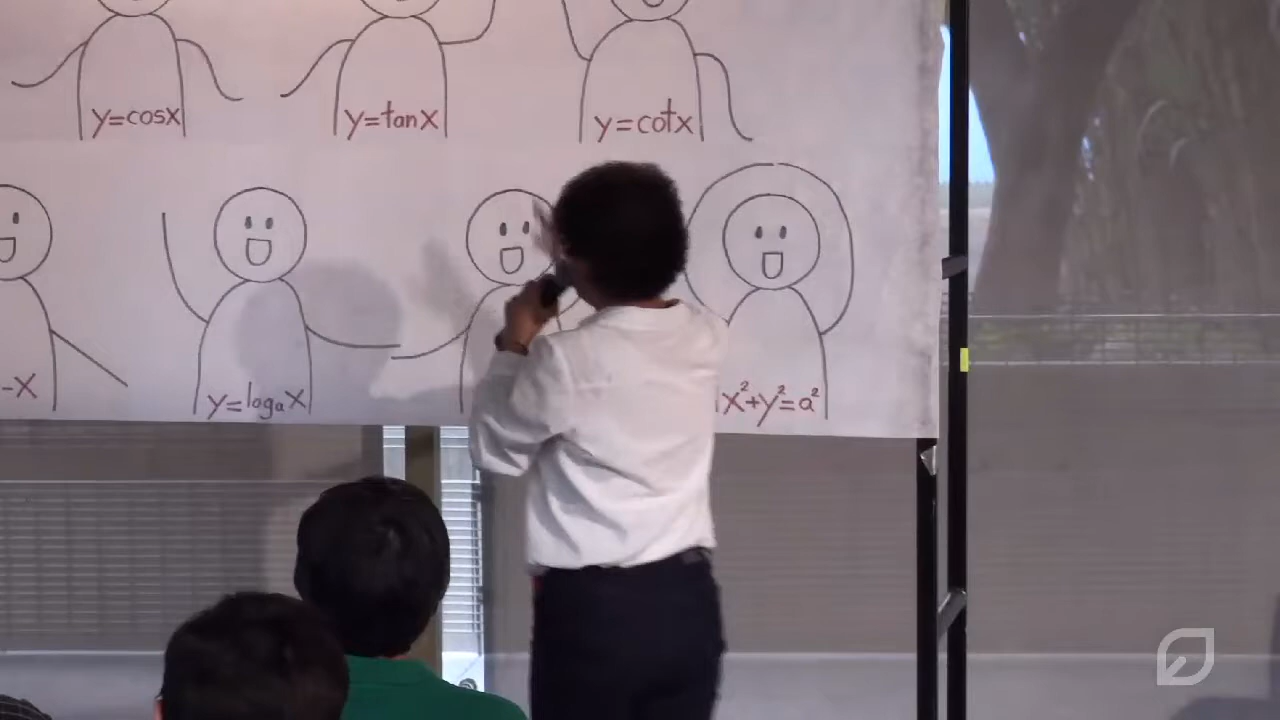 y=cosx
y=tanx
y=cotx
-x
y=logₐx
x²+y²=a²